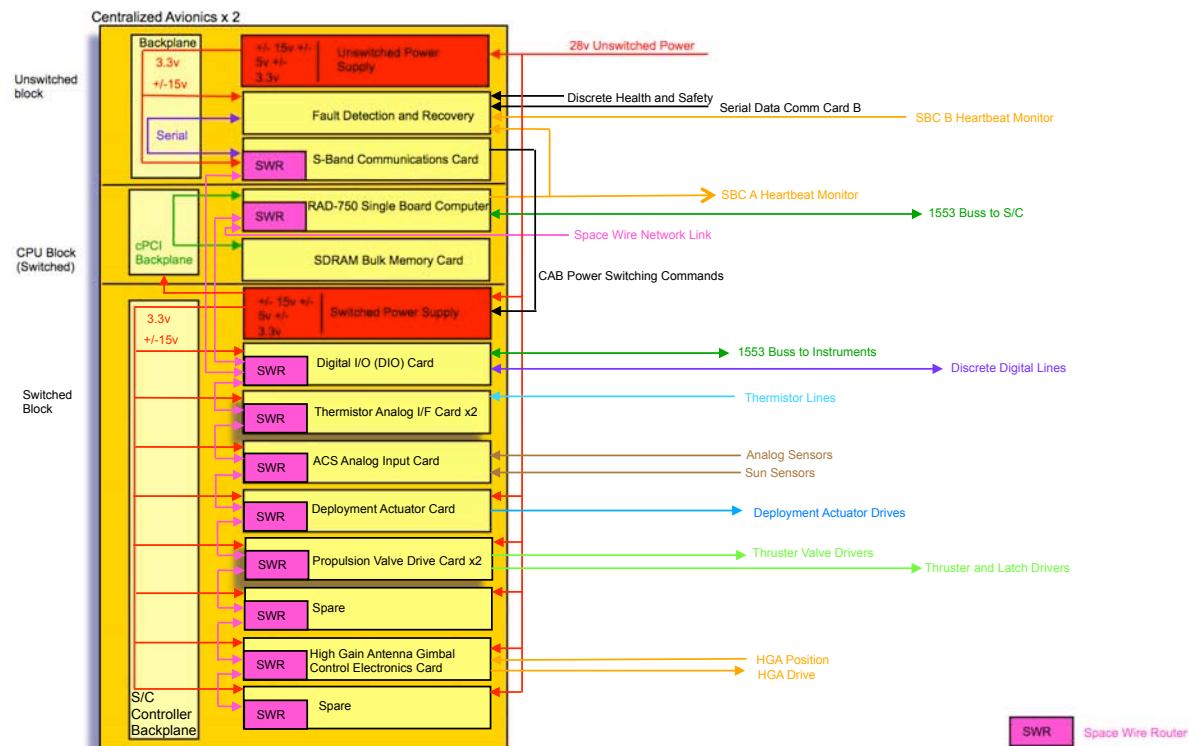 Centralized Avionics x 2
Backplane
3.3v
+/-15v
+/- 15v +/-
5v +/-
3.3v
Unswitched Power
Supply
28v Unswitched Power
Unswitched
block
Discrete Health and Safety
Serial Data Comm Card B
Fault Detection and Recovery
SBC B Heartbeat Monitor
Serial
SWR
S-Band Communications Card
RAD-750 Single Board Computer
SWR
SBC A Heartbeat Monitor
1553 Buss to S/C
Space Wire Network Link
CPU Block
(Switched)
cPCI
Backplane
SDRAM Bulk Memory Card
CAB Power Switching Commands
3.3v
+/-15v
+/- 15v +/-
5v +/-
3.3v
Switched Power Supply
Digital I/O (DIO) Card
SWR
1553 Buss to Instruments
Discrete Digital Lines
Switched
Block
Thermistor Analog I/F Card x2
SWR
Thermistor Lines
ACS Analog Input Card
SWR
Analog Sensors
Sun Sensors
Deployment Actuator Card
SWR
Deployment Actuator Drives
Propulsion Valve Drive Card x2
SWR
Thruster Valve Drivers
Thruster and Latch Drivers
Spare
SWR
High Gain Antenna Gimbal
Control Electronics Card
SWR
HGA Position
HGA Drive
S/C
Controller
Backplane
Spare
SWR
SWR
Space Wire Router